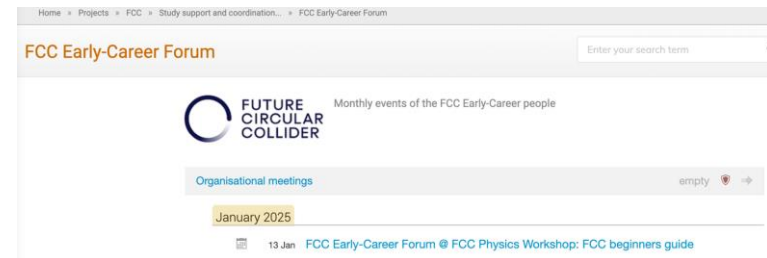 Home » Projects » FCC » Study support and coordination... » FCC Early-Career Forum
FCC Early-Career Forum
Enter your search term
FUTURE
CIRCULAR
COLLIDER
Monthly events of the FCC Early-Career people
Organisational meetings
empty
January 2025
13 Jan FCC Early-Career Forum @ FCC Physics Workshop: FCC beginners guide